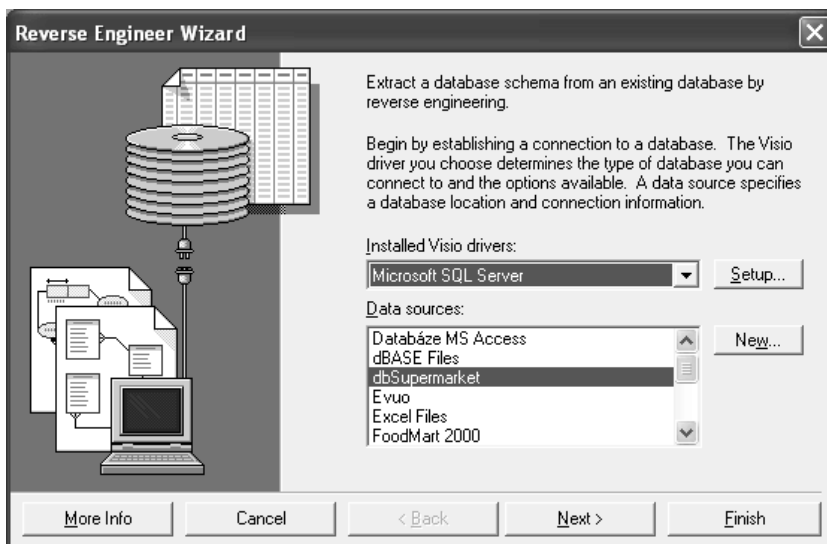 Reverse Engineer Wizard
Extract a database schema from an existing database by
reverse engineering.
Begin by establishing a connection to a database. The Visio
driver you choose determines the type of database you can
connect to and the options available. A data source specifies
a database location and connection information.
Installed Visio drivers:
Microsoft SQL Server
Setup...
Data sources:
Databáze MS Access
dBASE Files
dbSupermarket
Evuo
Excel Files
FoodMart 2000
New...
More Info
Cancel
< Back
Next >
Finish